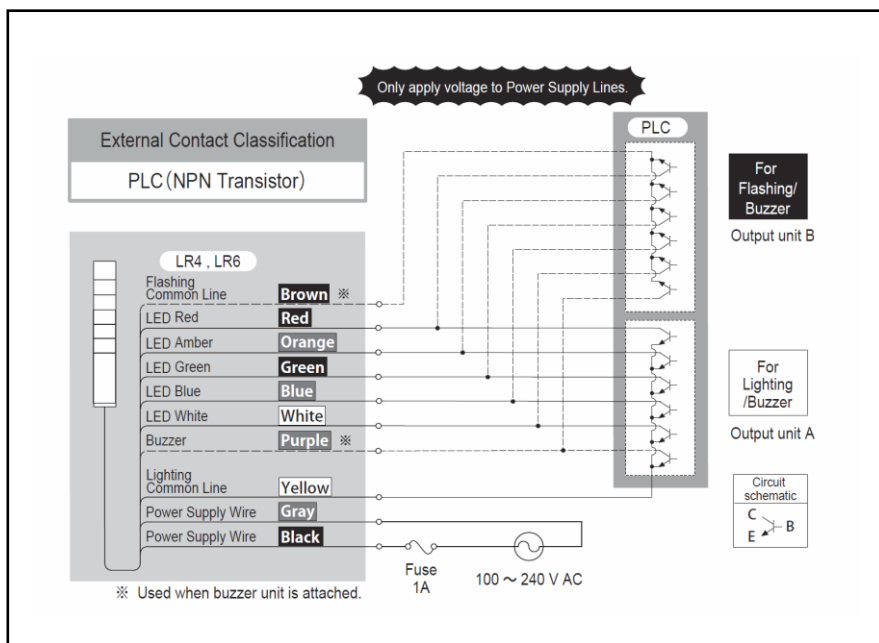 Only apply voltage to Power Supply Lines.
External Contact Classification
PLC(NPN Transistor)
PLC
For
Flashing/
Buzzer
Output unit B
LR4 , LR6
Flashing
Common Line Brown ※
LED Red Red
LED Amber Orange
LED Green Green
LED Blue Blue
LED White White
Buzzer Purple ※
Lighting
Common Line Yellow
Power Supply Wire Gray
Power Supply Wire Black
※ Used when buzzer unit is attached.
Fuse
1A
100 ～ 240 V AC
For
Lighting
/Buzzer
Output unit A
Circuit
schematic
C
B
E